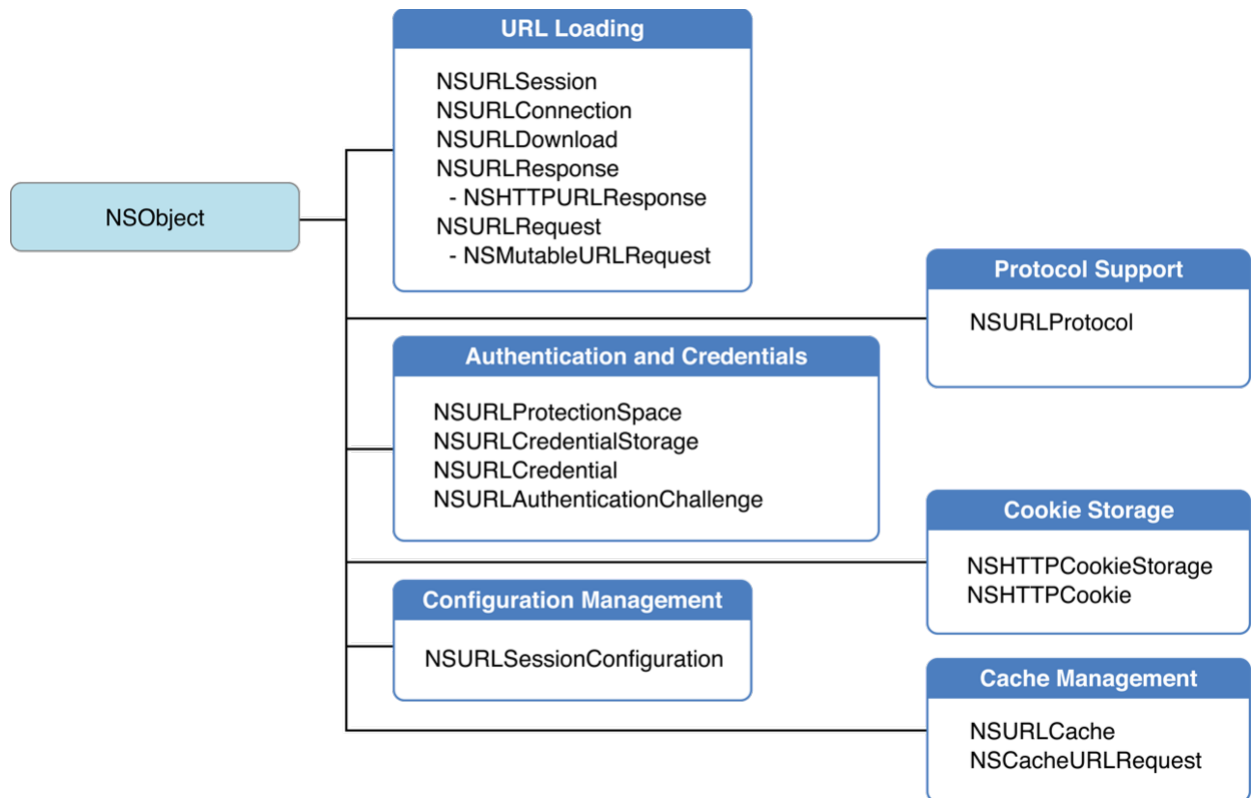 URL Loading
NSURLSession
NSURLConnection
NSURLDownload
NSURLResponse
- NSHTTPURLResponse
NSURLRequest
- NSMutableURLRequest
NSObject
Protocol Support
NSURLProtocol
Authentication and Credentials
NSURLProtectionSpace
NSURLCredentialStorage
NSURLCredential
NSURLAuthenticationChallenge
Cookie Storage
NSHTTPCookieStorage
NSHTTPCookie
Configuration Management
NSURLSessionConfiguration
Cache Management
NSURLCache
NSCacheURLRequest